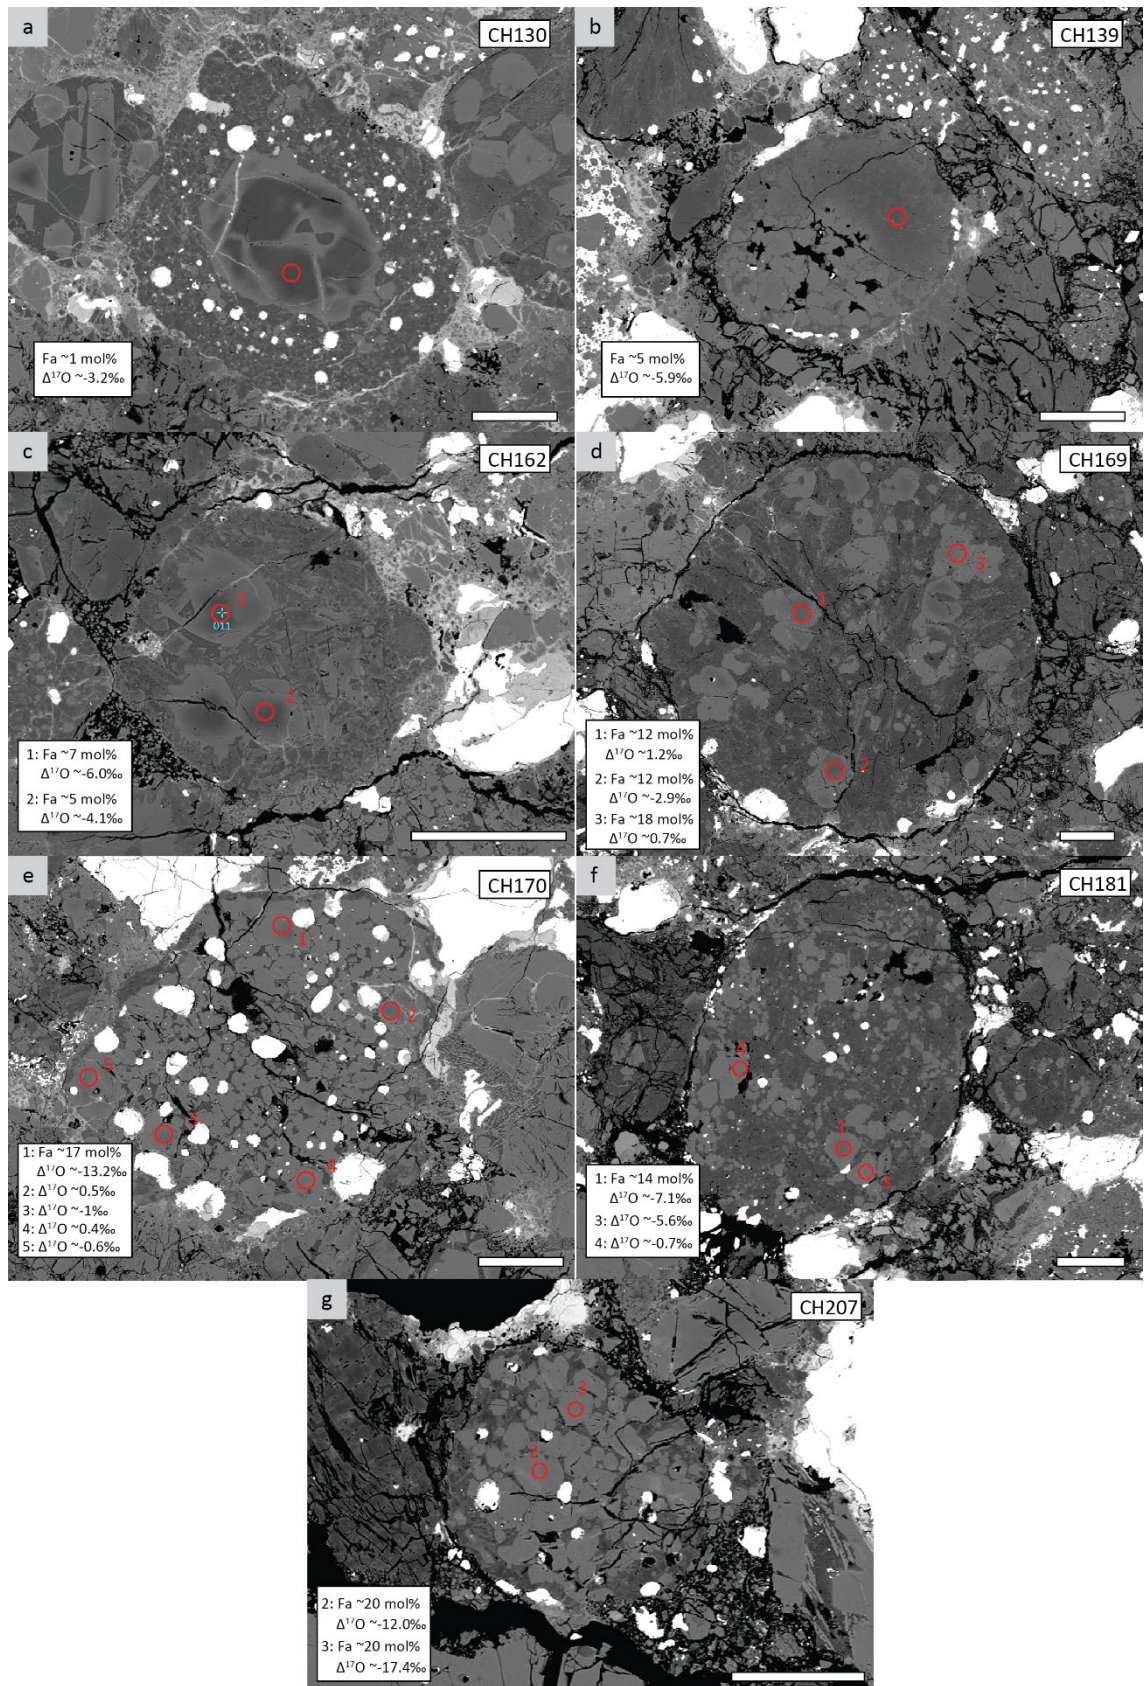 a
CH130
Fa ~1 mol%
Δ¹⁷O ~-3.2‰
b
CH139
Fa ~5 mol%
Δ¹⁷O ~-5.9‰
c
CH162
1
011
2
1: Fa ~7 mol%
Δ¹⁷O ~-6.0‰
2: Fa ~5 mol%
Δ¹⁷O ~-4.1‰
d
CH169
3
1
2
1: Fa ~12 mol%
Δ¹⁷O ~1.2‰
2: Fa ~12 mol%
Δ¹⁷O ~-2.9‰
3: Fa ~18 mol%
Δ¹⁷O ~0.7‰
e
CH170
1
2
5
3
4
1: Fa ~17 mol%
Δ¹⁷O ~-13.2‰
2: Δ¹⁷O ~0.5‰
3: Δ¹⁷O ~-1‰
4: Δ¹⁷O ~0.4‰
5: Δ¹⁷O ~-0.6‰
f
CH181
4
1
3
1: Fa ~14 mol%
Δ¹⁷O ~-7.1‰
3: Δ¹⁷O ~-5.6‰
4: Δ¹⁷O ~-0.7‰
g
CH207
3
2
2: Fa ~20 mol%
Δ¹⁷O ~-12.0‰
3: Fa ~20 mol%
Δ¹⁷O ~-17.4‰